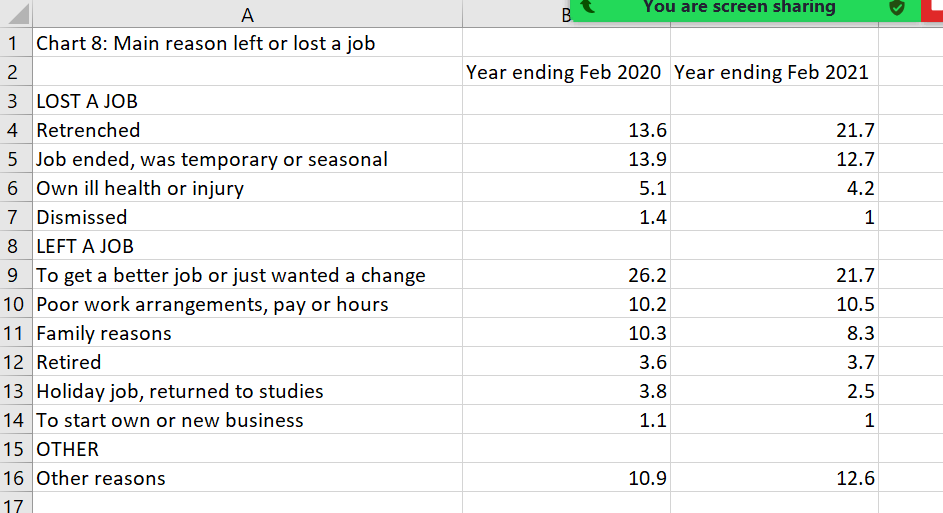 You are screen sharing
A B
1 Chart 8: Main reason left or lost a job
2 Year ending Feb 2020 Year ending Feb 2021
3 LOST A JOB
4 Retrenched 13.6 21.7
5 Job ended, was temporary or seasonal 13.9 12.7
6 Own ill health or injury 5.1 4.2
7 Dismissed 1.4 1
8 LEFT A JOB
9 To get a better job or just wanted a change 26.2 21.7
10 Poor work arrangements, pay or hours 10.2 10.5
11 Family reasons 10.3 8.3
12 Retired 3.6 3.7
13 Holiday job, returned to studies 3.8 2.5
14 To start own or new business 1.1 1
15 OTHER
16 Other reasons 10.9 12.6
17